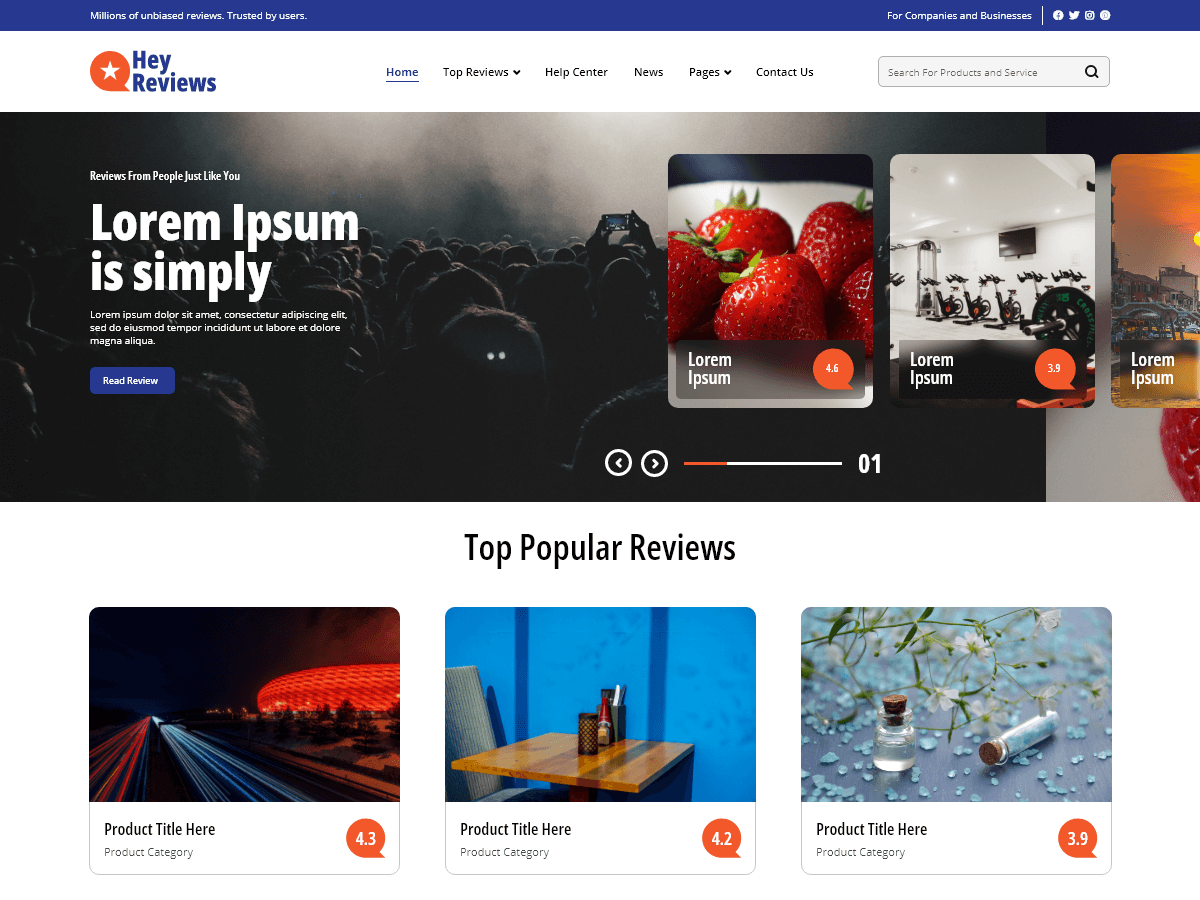 Millions of unbiased reviews. Trusted by users.
For Companies and Businesses
Hey
Reviews
Home
Top Reviews
Help Center
News
Pages
Contact Us
Search For Products and Service
Reviews From People Just Like You
Lorem Ipsum
is simply
Lorem ipsum dolor sit amet, consectetur adipiscing elit,
sed do eiusmod tempor incididunt ut labore et dolore
magna aliqua.
Read Review
Lorem
Ipsum
4.6
Lorem
Ipsum
3.9
Lorem
Ipsum
01
Top Popular Reviews
Product Title Here
Product Category
4.3
Product Title Here
Product Category
4.2
Product Title Here
Product Category
3.9